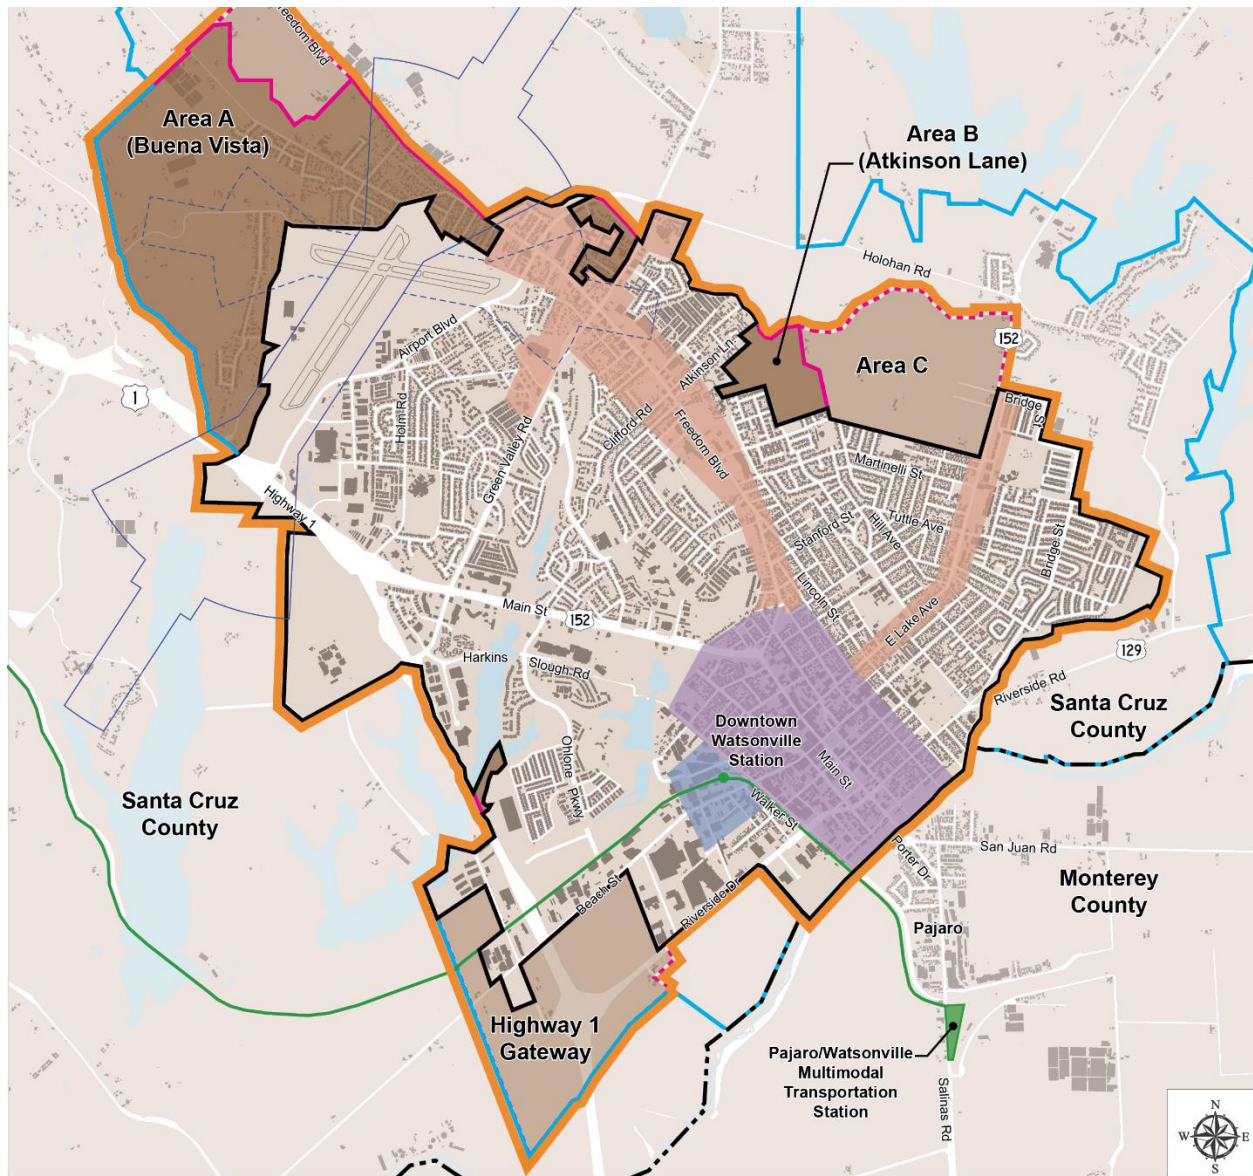 Freedom Blvd
Area A
(Buena Vista)
Area B
(Atkinson Lane)
Holohan Rd
152
Airport Blvd
Atkinson Ln
Area C
1
Holm Rd
Bridge St
Green Valley Rd
Clifford Rd
Freedom Blvd
Martinelli St
Highway 1
Tuttle Ave
Hill Ave
Stanford St
Bridge St
Main St
152
Lincoln St
E Lake Ave
129
Harkins
Slough Rd
Riverside Rd
Santa Cruz
County
Downtown
Watsonville
Station
Main St
Ohlone
Pkwy
Walker St
Santa Cruz
County
Porter Dr
San Juan Rd
Monterey
County
Beach St
Riverside Dr
Pajaro
Highway 1
Gateway
Pajaro/Watsonville
Multimodal
Transportation
Station
Salinas Rd
N
W
E
S